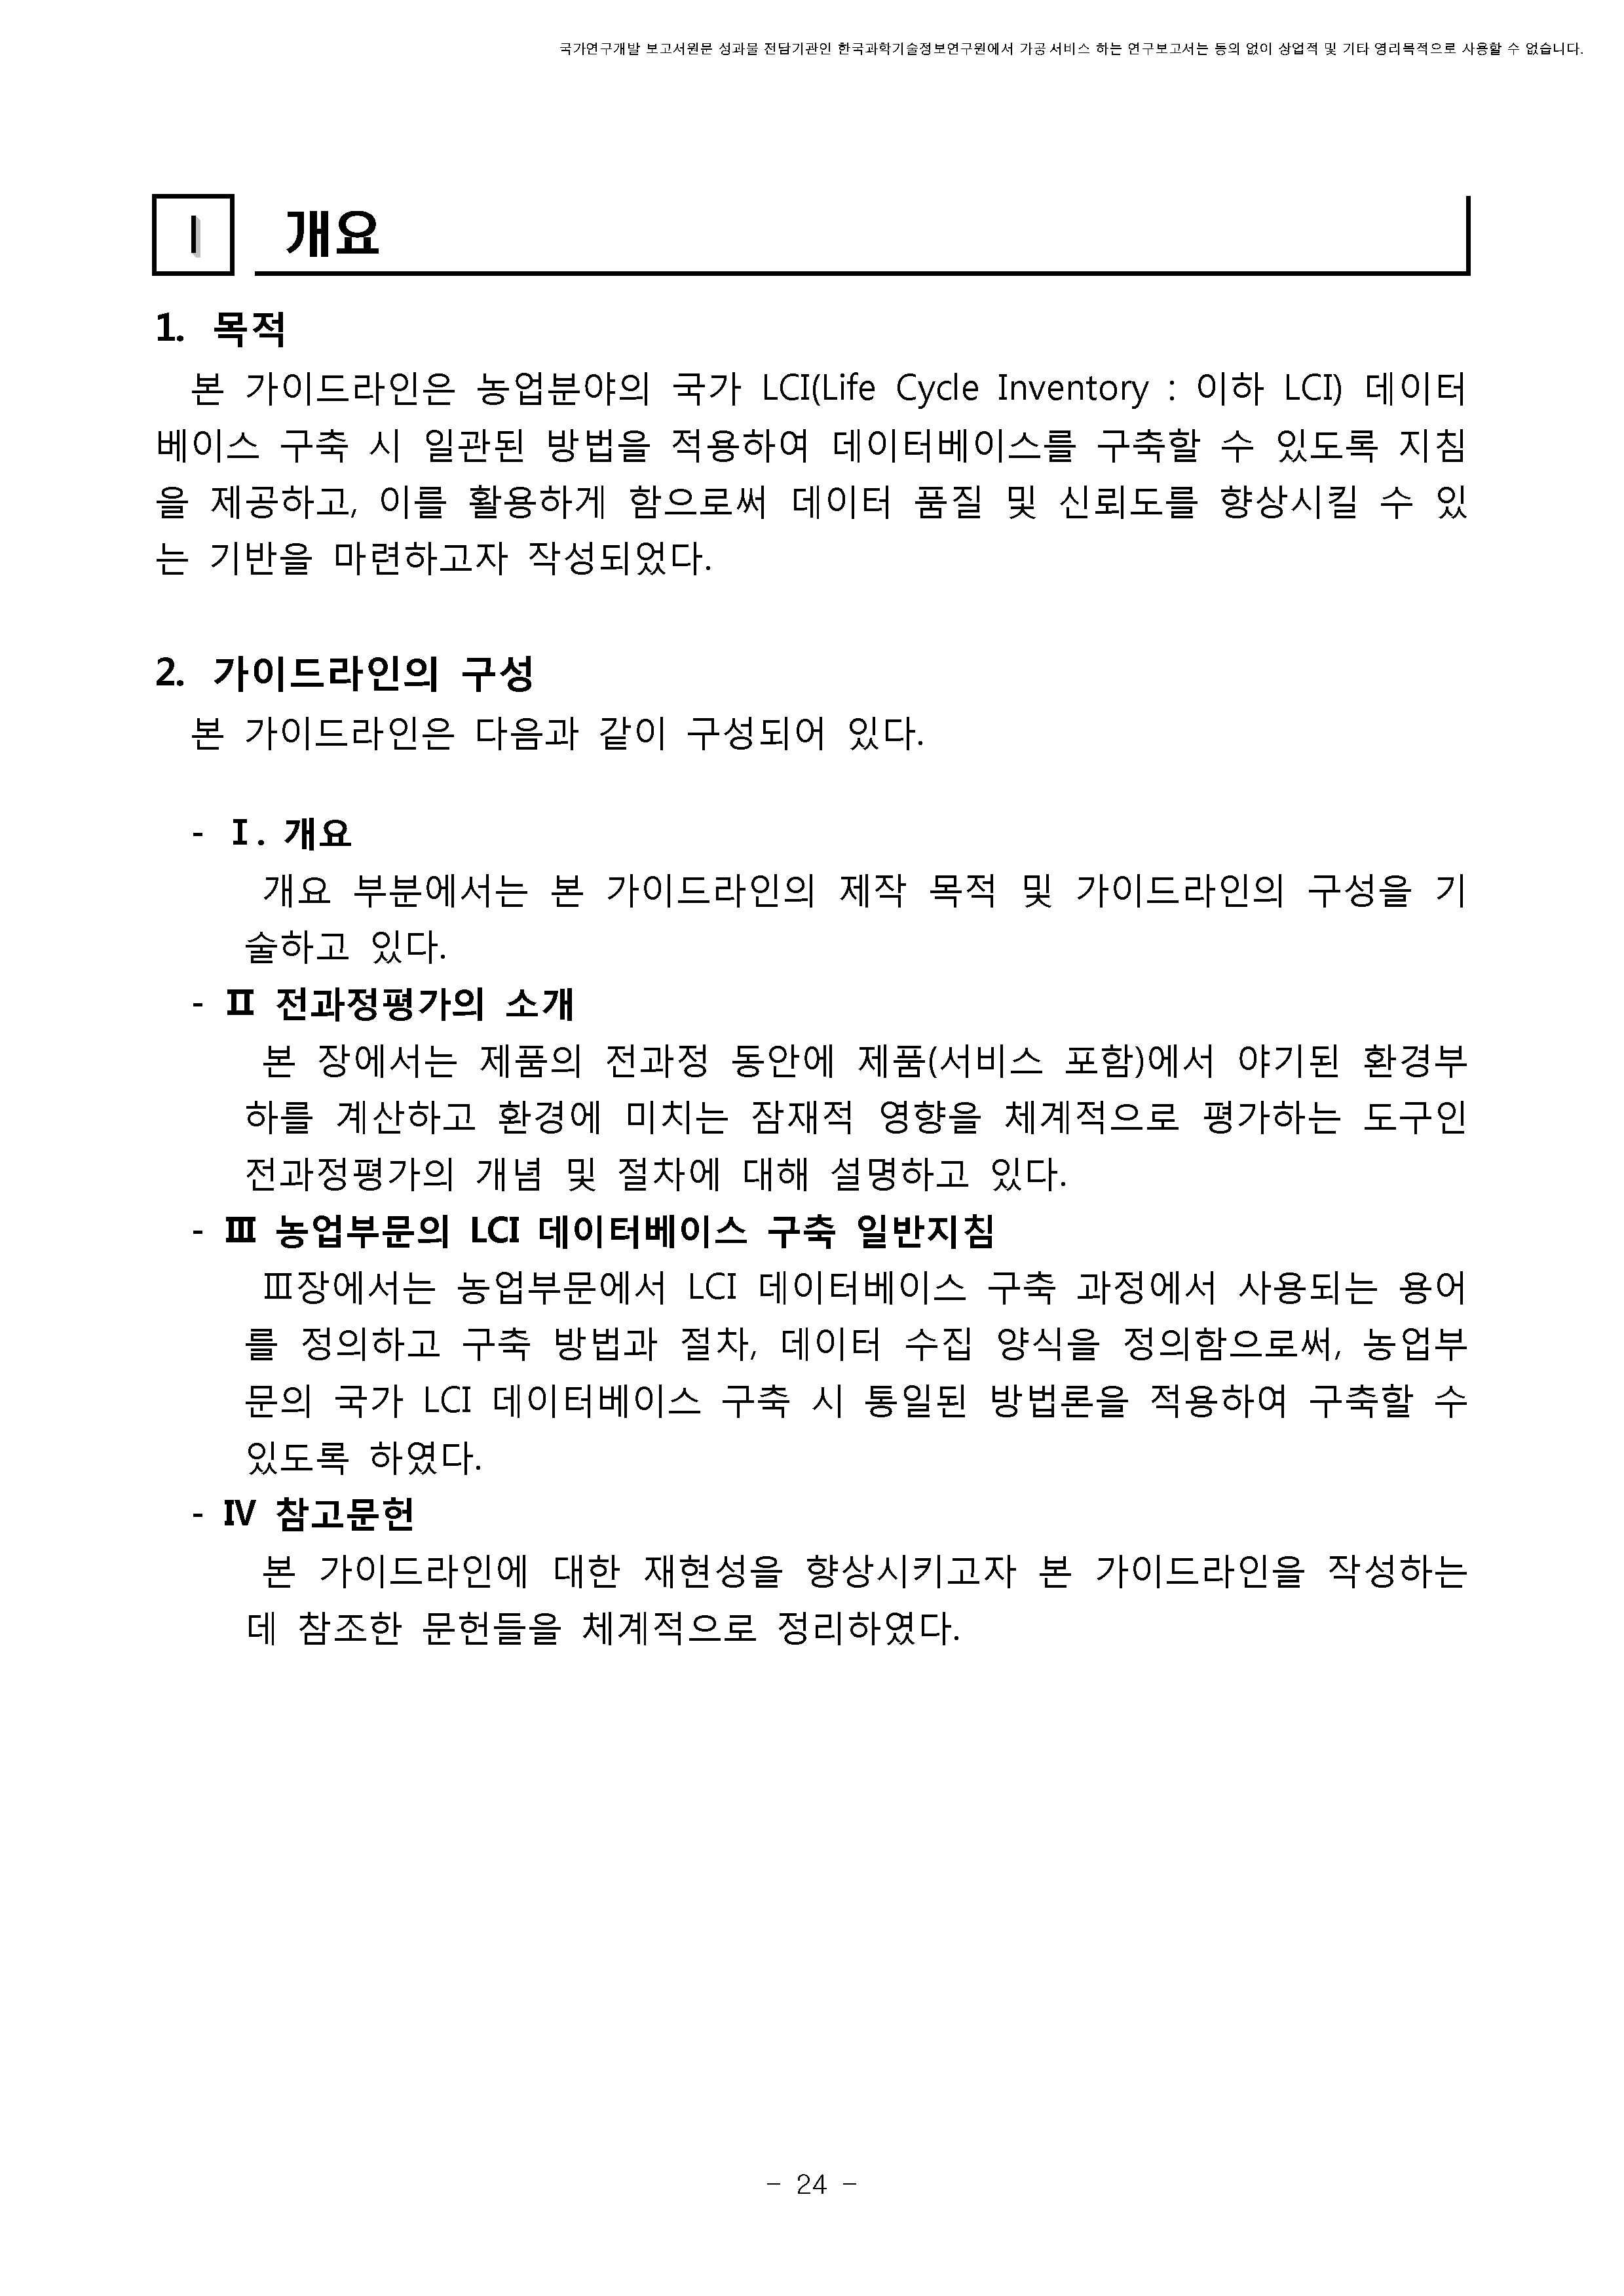 국가연구개발 보고서원문 성과물 전담기관인 한국과학기술정보연구원에서 가공·서비스 하는 연구보고서는 동의 없이 상업적 및 기타 영리목적으로 사용할 수 없습니다.
Ⅰ 개요
1. 목적
본 가이드라인은 농업분야의 국가 LCI(Life Cycle Inventory : 이하 LCI) 데이터
베이스 구축 시 일관된 방법을 적용하여 데이터베이스를 구축할 수 있도록 지침
을 제공하고, 이를 활용하게 함으로써 데이터 품질 및 신뢰도를 향상시킬 수 있
는 기반을 마련하고자 작성되었다.
2. 가이드라인의 구성
본 가이드라인은 다음과 같이 구성되어 있다.
- Ⅰ. 개요
개요 부분에서는 본 가이드라인의 제작 목적 및 가이드라인의 구성을 기
술하고 있다.
- Ⅱ 전과정평가의 소개
본 장에서는 제품의 전과정 동안에 제품(서비스 포함)에서 야기된 환경부
하를 계산하고 환경에 미치는 잠재적 영향을 체계적으로 평가하는 도구인
전과정평가의 개념 및 절차에 대해 설명하고 있다.
- Ⅲ 농업부문의 LCI 데이터베이스 구축 일반지침
Ⅲ장에서는 농업부문에서 LCI 데이터베이스 구축 과정에서 사용되는 용어
를 정의하고 구축 방법과 절차, 데이터 수집 양식을 정의함으로써, 농업부
문의 국가 LCI 데이터베이스 구축 시 통일된 방법론을 적용하여 구축할 수
있도록 하였다.
- Ⅳ 참고문헌
본 가이드라인에 대한 재현성을 향상시키고자 본 가이드라인을 작성하는
데 참조한 문헌들을 체계적으로 정리하였다.
- 24 -